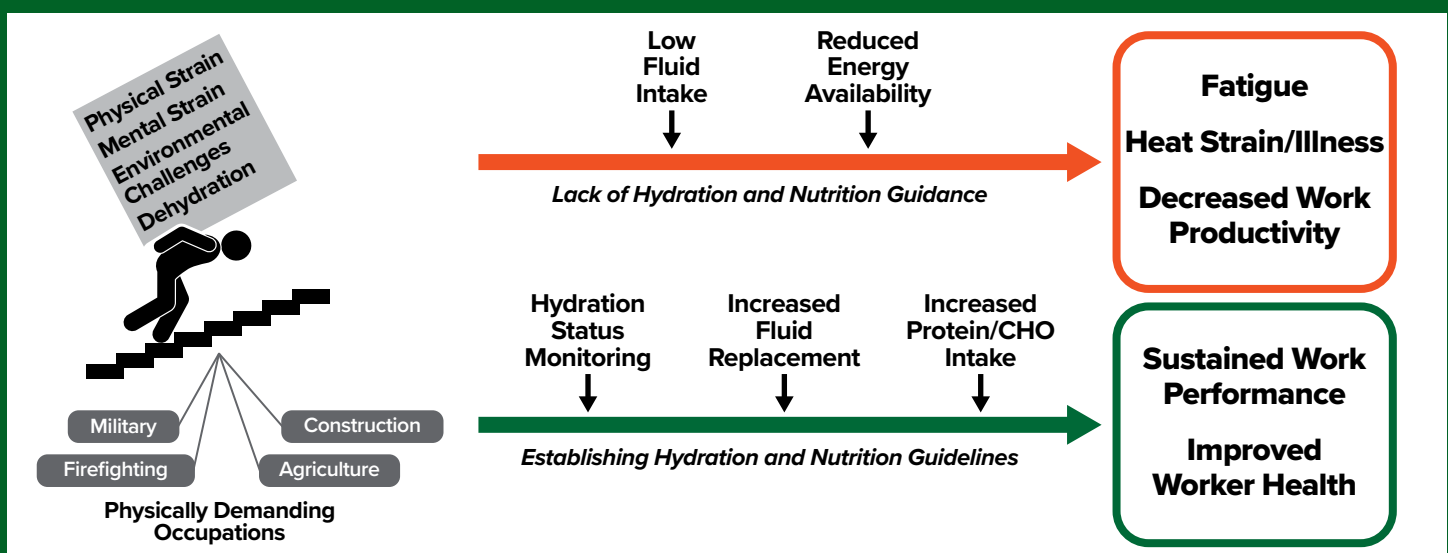 Physical Strain
Mental Strain
Environmental
Challenges
Dehydration
Military
Construction
Firefighting
Agriculture
Physically Demanding
Occupations
Low
Fluid
Intake
Reduced
Energy
Availability
Lack of Hydration and Nutrition Guidance
Fatigue
Heat Strain/Illness
Decreased Work
Productivity
Hydration
Status
Monitoring
Increased
Fluid
Replacement
Increased
Protein/CHO
Intake
Establishing Hydration and Nutrition Guidelines
Sustained Work
Performance
Improved
Worker Health